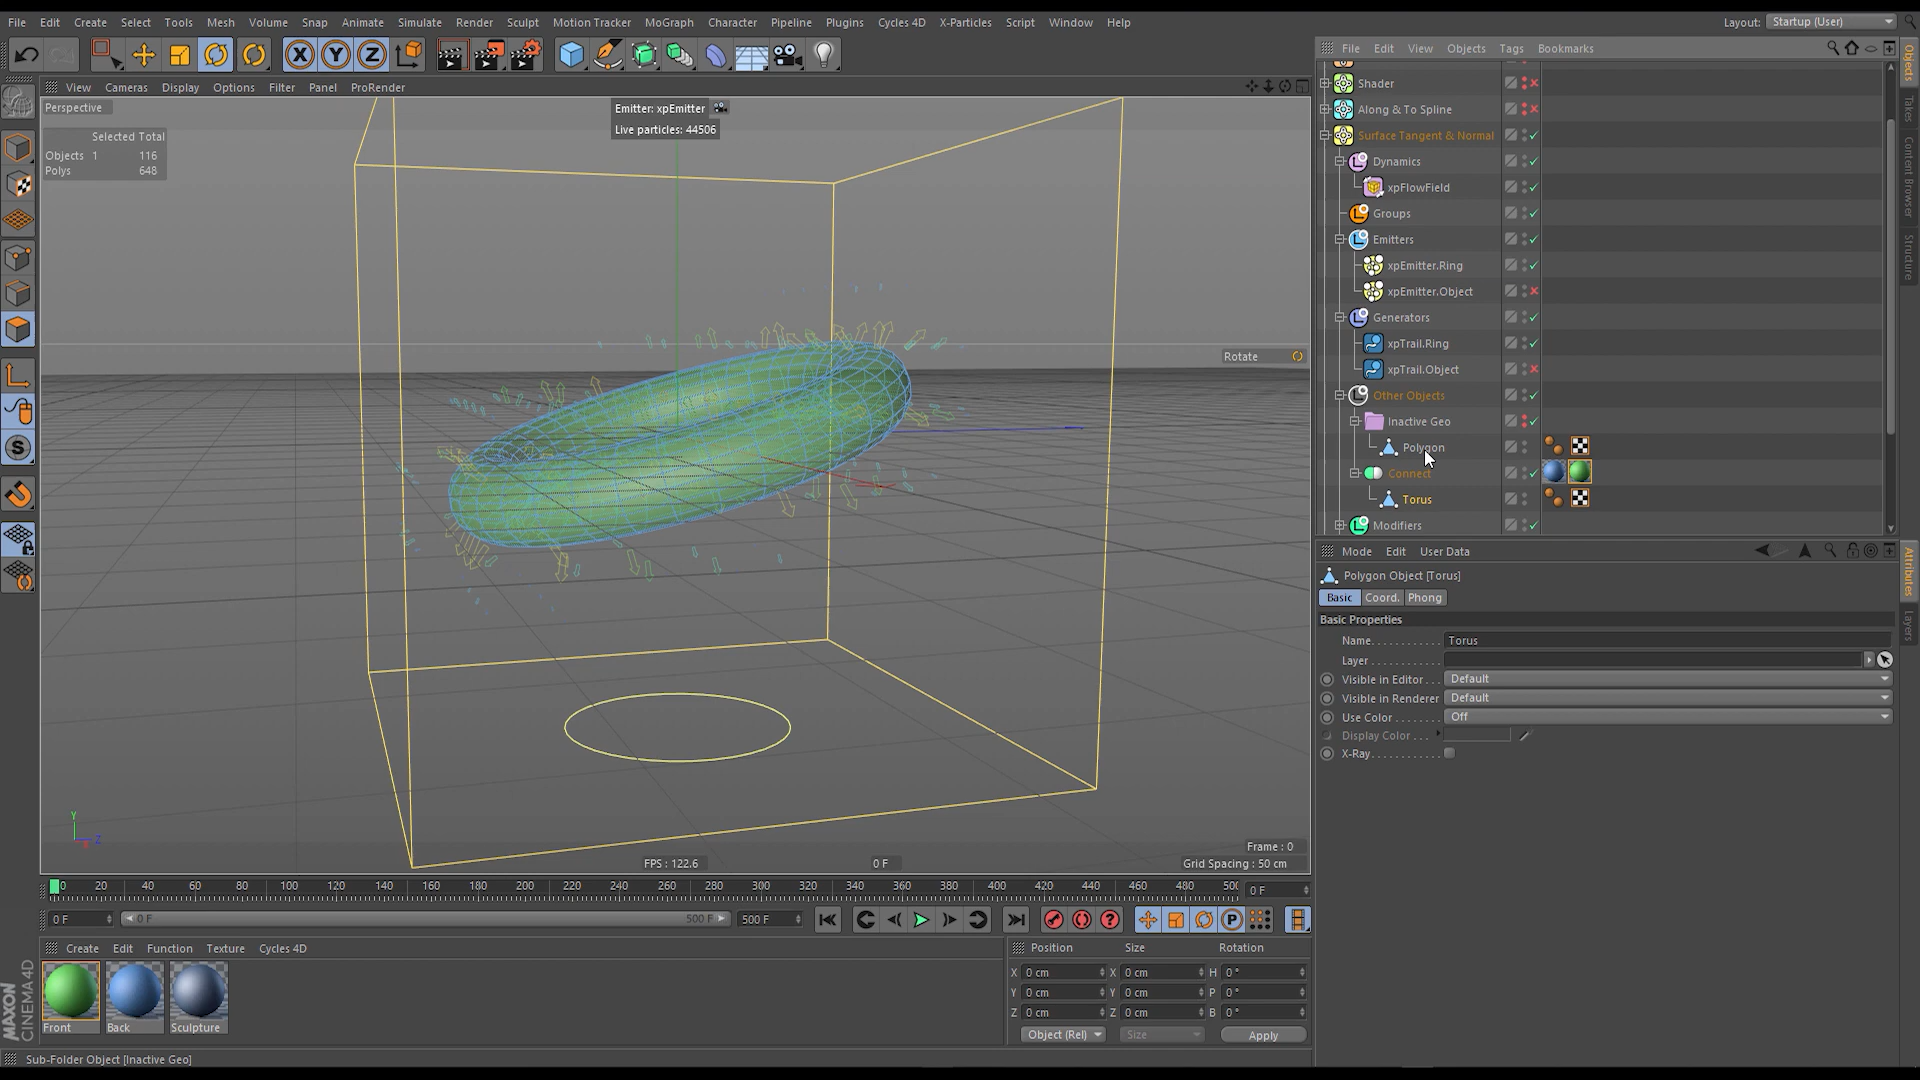 File Edit Create Select Tools Mesh Volume Snap Animate Simulate Render Sculpt Motion Tracker MoGraph Character Pipeline Plugins Cycles 4D X-Particles Script Window Help
Layout: Startup (User)
X Y Z
File Edit View Objects Tags Bookmarks
Objects
Takes
Content Browser
Structure
View Cameras Display Options Filter Panel ProRender
Perspective
Emitter: xpEmitter
Live particles: 44506
Selected Total
Objects 1 116
Polys 648
Rotate
Shader
Along & To Spline
Surface Tangent & Normal
Dynamics
xpFlowField
Groups
Emitters
xpEmitter.Ring
xpEmitter.Object
Generators
xpTrail.Ring
xpTrail.Object
Other Objects
Inactive Geo
Polygon
Connect
Torus
Modifiers
Mode Edit User Data
Attributes
Layers
Polygon Object [Torus]
Basic Coord. Phong
Basic Properties
Name Torus
Layer
Visible in Editor Default
Visible in Renderer Default
Use Color Off
Display Color
X-Ray
Y
Z
FPS : 122.6
0 F
Frame : 0
Grid Spacing : 50 cm
0 20 40 60 80 100 120 140 160 180 200 220 240 260 280 300 320 340 360 380 400 420 440 460 480 500
0 F
0 F 0 F 500 F 500 F
P
Create Edit Function Texture Cycles 4D
Front Back Sculpture
Position Size Rotation
X 0 cm X 0 cm H 0 °
Y 0 cm Y 0 cm P 0 °
Z 0 cm Z 0 cm B 0 °
Object (Rel) Size Apply
MAXON
CINEMA 4D
Sub-Folder Object [Inactive Geo]